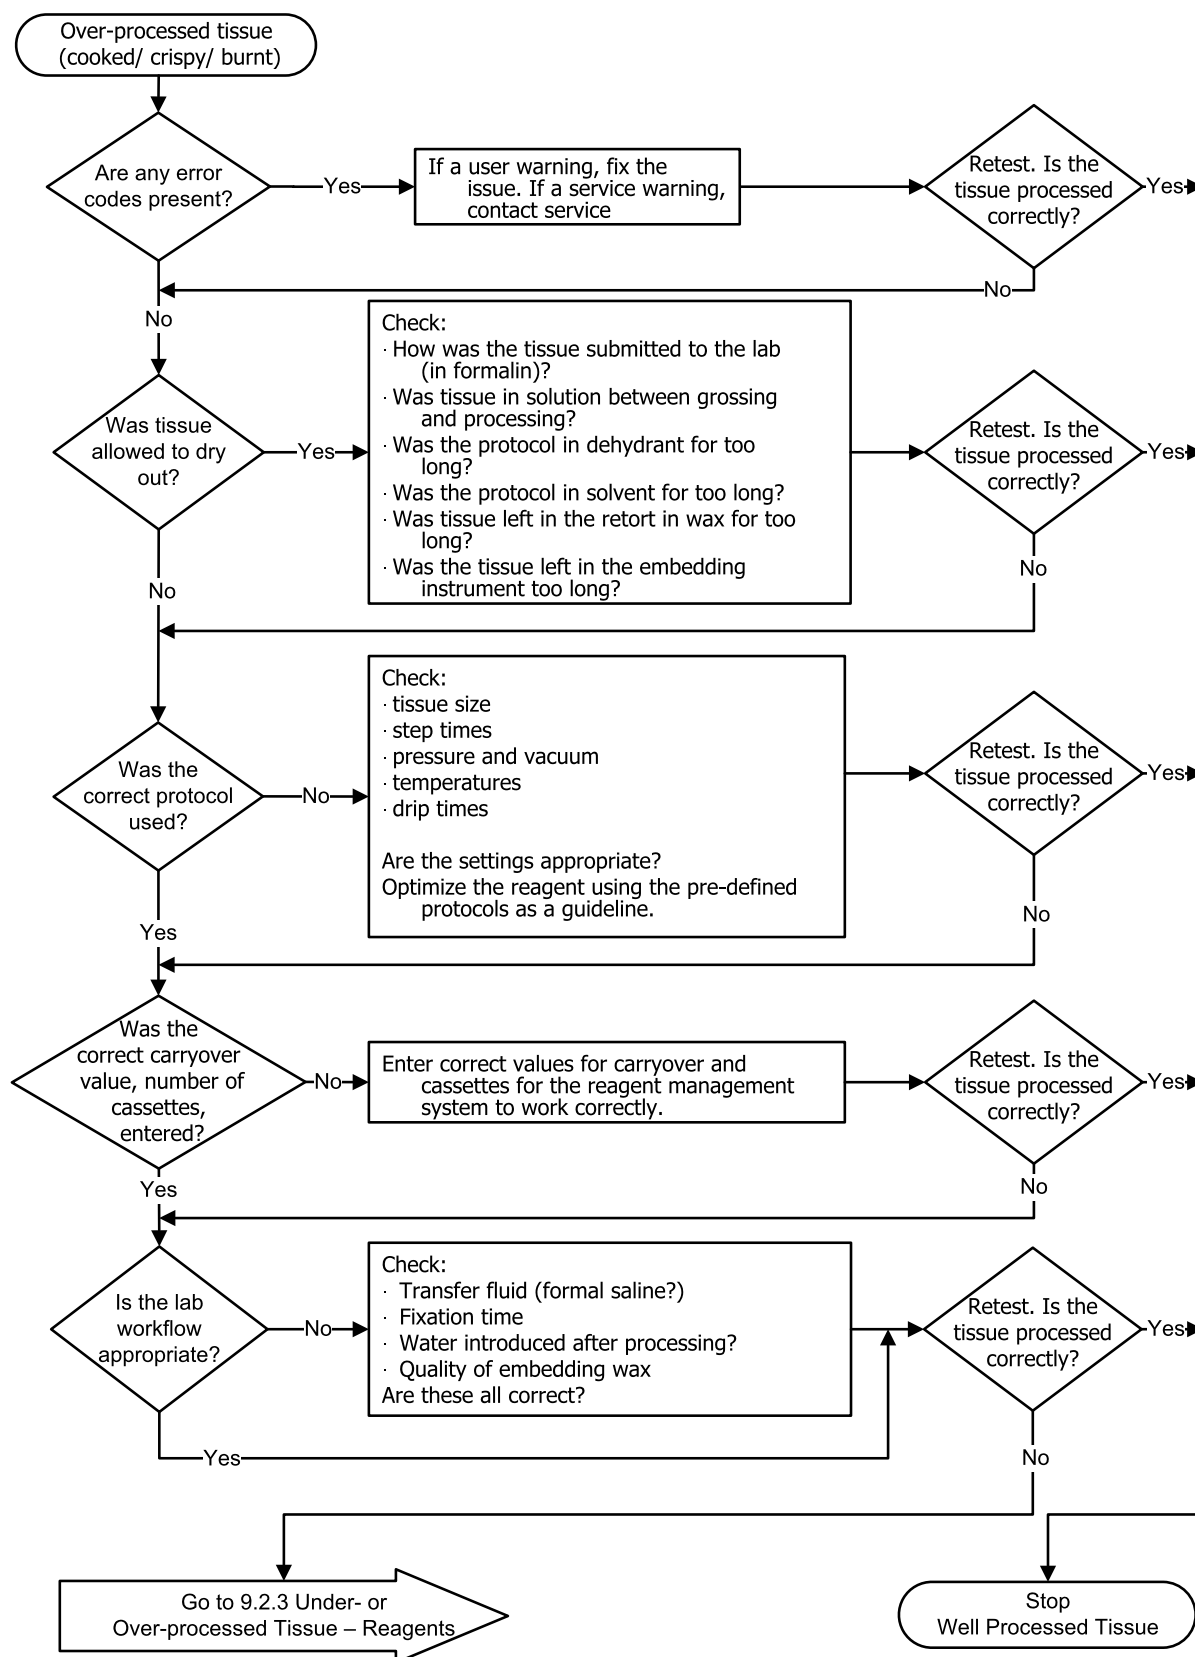 Over-processed tissue
(cooked/ crispy/ burnt)
Are any error
codes present?
Yes
If a user warning, fix the
issue. If a service warning,
contact service
Retest. Is the
tissue processed
correctly?
Yes
No
No
Was tissue
allowed to dry
out?
Yes
Check:
· How was the tissue submitted to the lab
(in formalin)?
· Was tissue in solution between grossing
and processing?
· Was the protocol in dehydrant for too
long?
· Was the protocol in solvent for too long?
· Was tissue left in the retort in wax for too
long?
· Was the tissue left in the embedding
instrument too long?
Retest. Is the
tissue processed
correctly?
Yes
No
No
Was the
correct protocol
used?
No
Check:
· tissue size
· step times
· pressure and vacuum
· temperatures
· drip times
Are the settings appropriate?
Optimize the reagent using the pre-defined
protocols as a guideline.
Retest. Is the
tissue processed
correctly?
Yes
No
Yes
Was the
correct carryover
value, number of
cassettes,
entered?
No
Enter correct values for carryover and
cassettes for the reagent management
system to work correctly.
Retest. Is the
tissue processed
correctly?
Yes
No
Yes
Is the lab
workflow
appropriate?
No
Check:
· Transfer fluid (formal saline?)
· Fixation time
· Water introduced after processing?
· Quality of embedding wax
Are these all correct?
Retest. Is the
tissue processed
correctly?
Yes
Yes
No
Go to 9.2.3 Under- or
Over-processed Tissue – Reagents
Stop
Well Processed Tissue